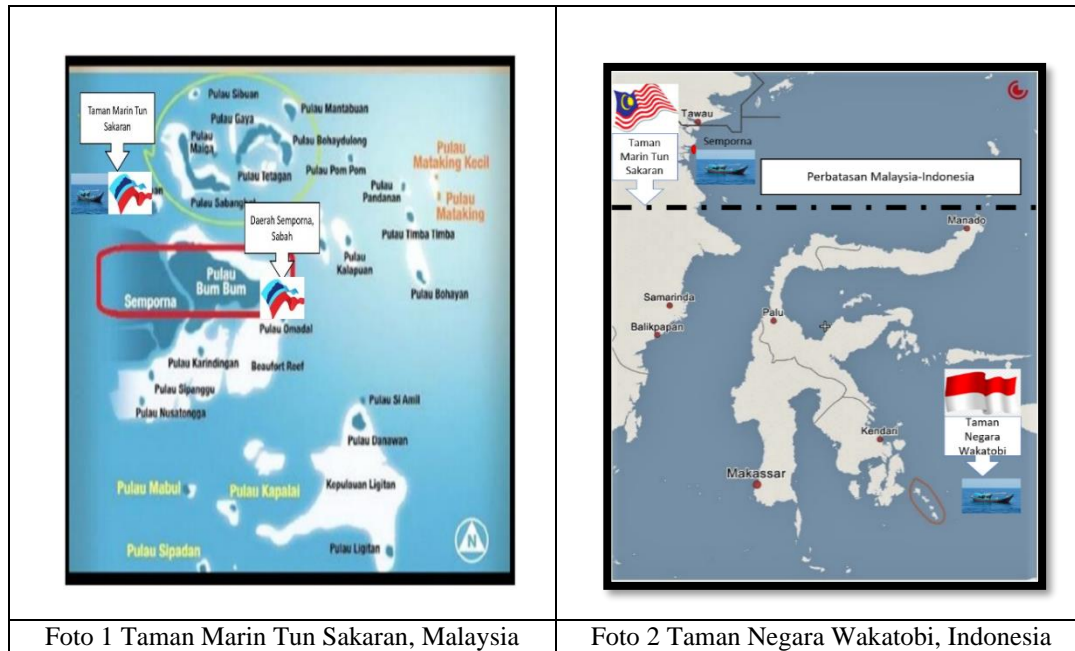 Pulau Sibuan
Taman Marin Tun
Sakaran
Pulau Mantabuan
Pulau Gaya
Pulau
Maiga
Pulau Bohaydulong
Pulau Tetagan
Pulau Pom Pom
Pulau
Mataking Kecil
Pulau
Pandanan
Pulau
Mataking
Pulau Sabangkat
Daerah Semporna,
Sabah
Pulau Timba Timba
Pulau
Kalapuan
Pulau
Bum Bum
Semporna
Pulau Bohayan
Pulau Omadal
Pulau Karindingan
Beaufort Reef
Pulau Sipanggu
Pulau Nusatongga
Pulau Si Amil
Pulau Danawan
Pulau Mabul
Pulau Kapalai
Kepulauan Ligitan
Pulau Sipadan
Pulau Ligitan
N
Foto 1 Taman Marin Tun Sakaran, Malaysia
Tawau
Taman
Marin Tun
Sakaran
Semporna
Perbatasan Malaysia-Indonesia
Manado
Samarinda
Balikpapan
Palu
Taman
Negara
Wakatobi
Kendari
Makassar
Foto 2 Taman Negara Wakatobi, Indonesia